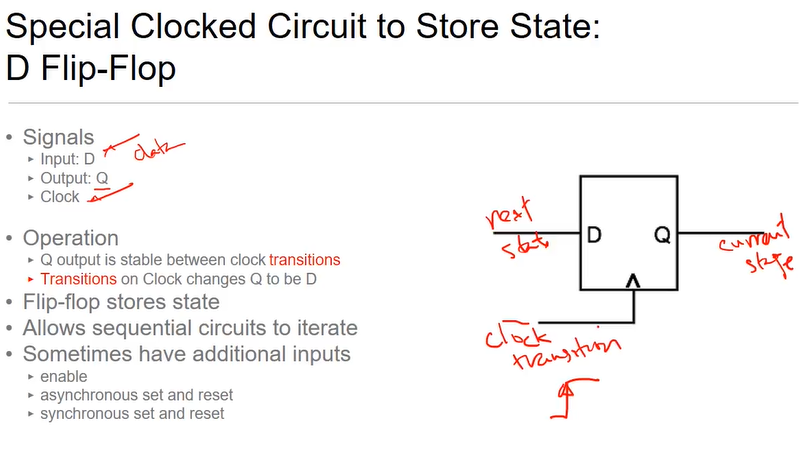 Special Clocked Circuit to Store State:
D Flip-Flop
• Signals
▸ Input: D
data
▸ Output: Q
▸ Clock
• Operation
▸ Q output is stable between clock transitions
▸ Transitions on Clock changes Q to be D
• Flip-flop stores state
• Allows sequential circuits to iterate
• Sometimes have additional inputs
▸ enable
▸ asynchronous set and reset
▸ synchronous set and reset
next
state
D
Q
current
stage
clock
transition